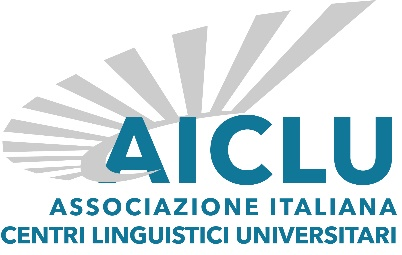 AICLU
ASSOCIAZIONE ITALIANA
CENTRI LINGUISTICI UNIVERSITARI